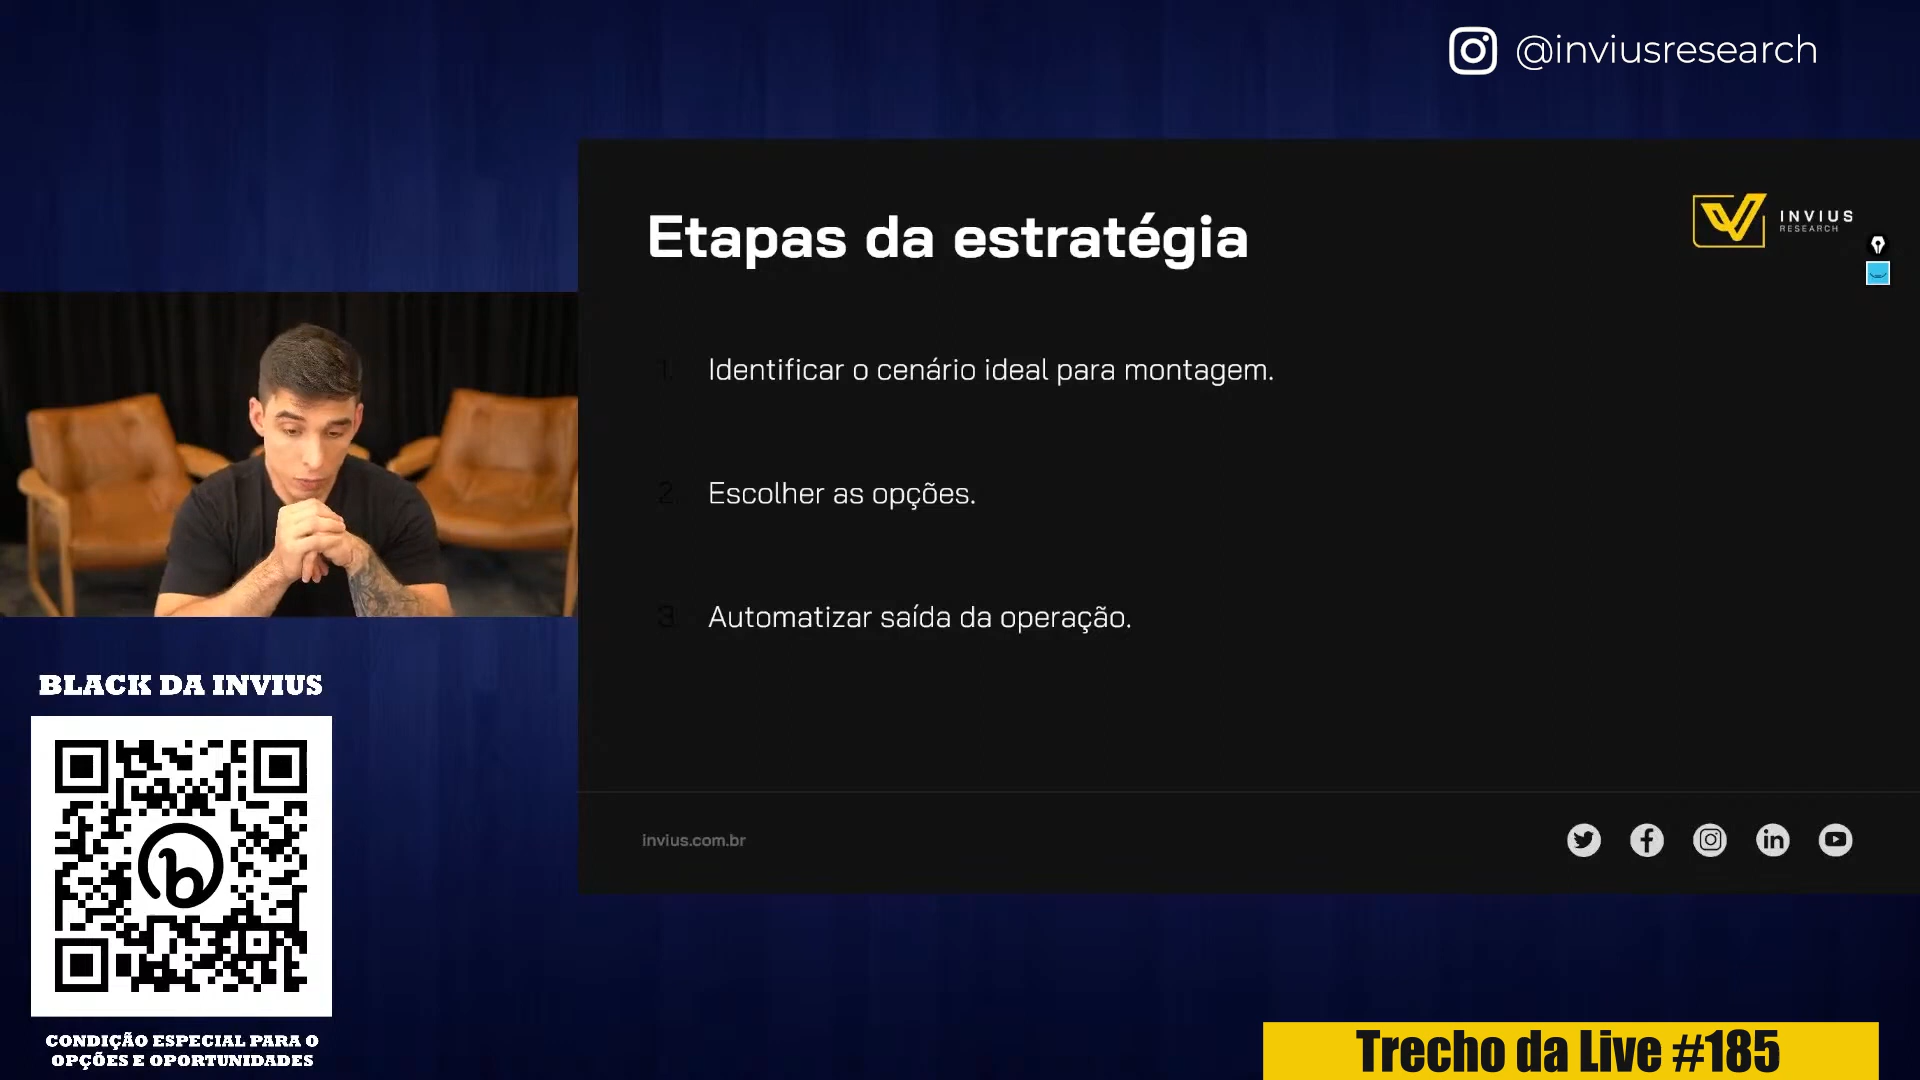 @inviusresearch
Etapas da estratégia
INVIUS
RESEARCH
1. Identificar o cenário ideal para montagem.
2. Escolher as opções.
3. Automatizar saída da operação.
invius.com.br
BLACK DA INVIUS
CONDIÇÃO ESPECIAL PARA O
OPÇÕES E OPORTUNIDADES
Trecho da Live #185